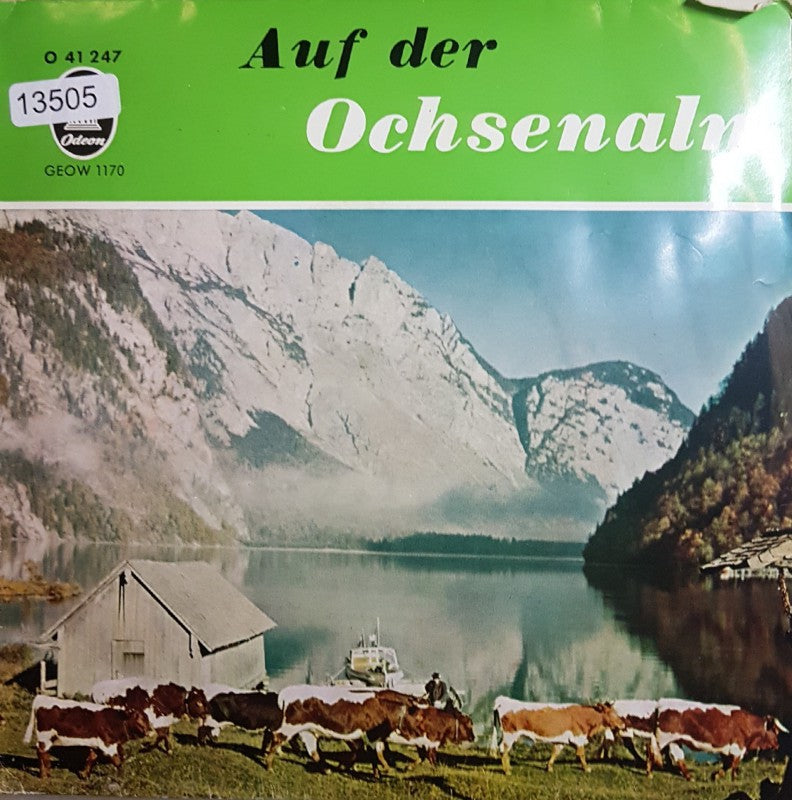 O 41 247
13505
Odeon
GEOW 1170
Auf der
Ochsenalm